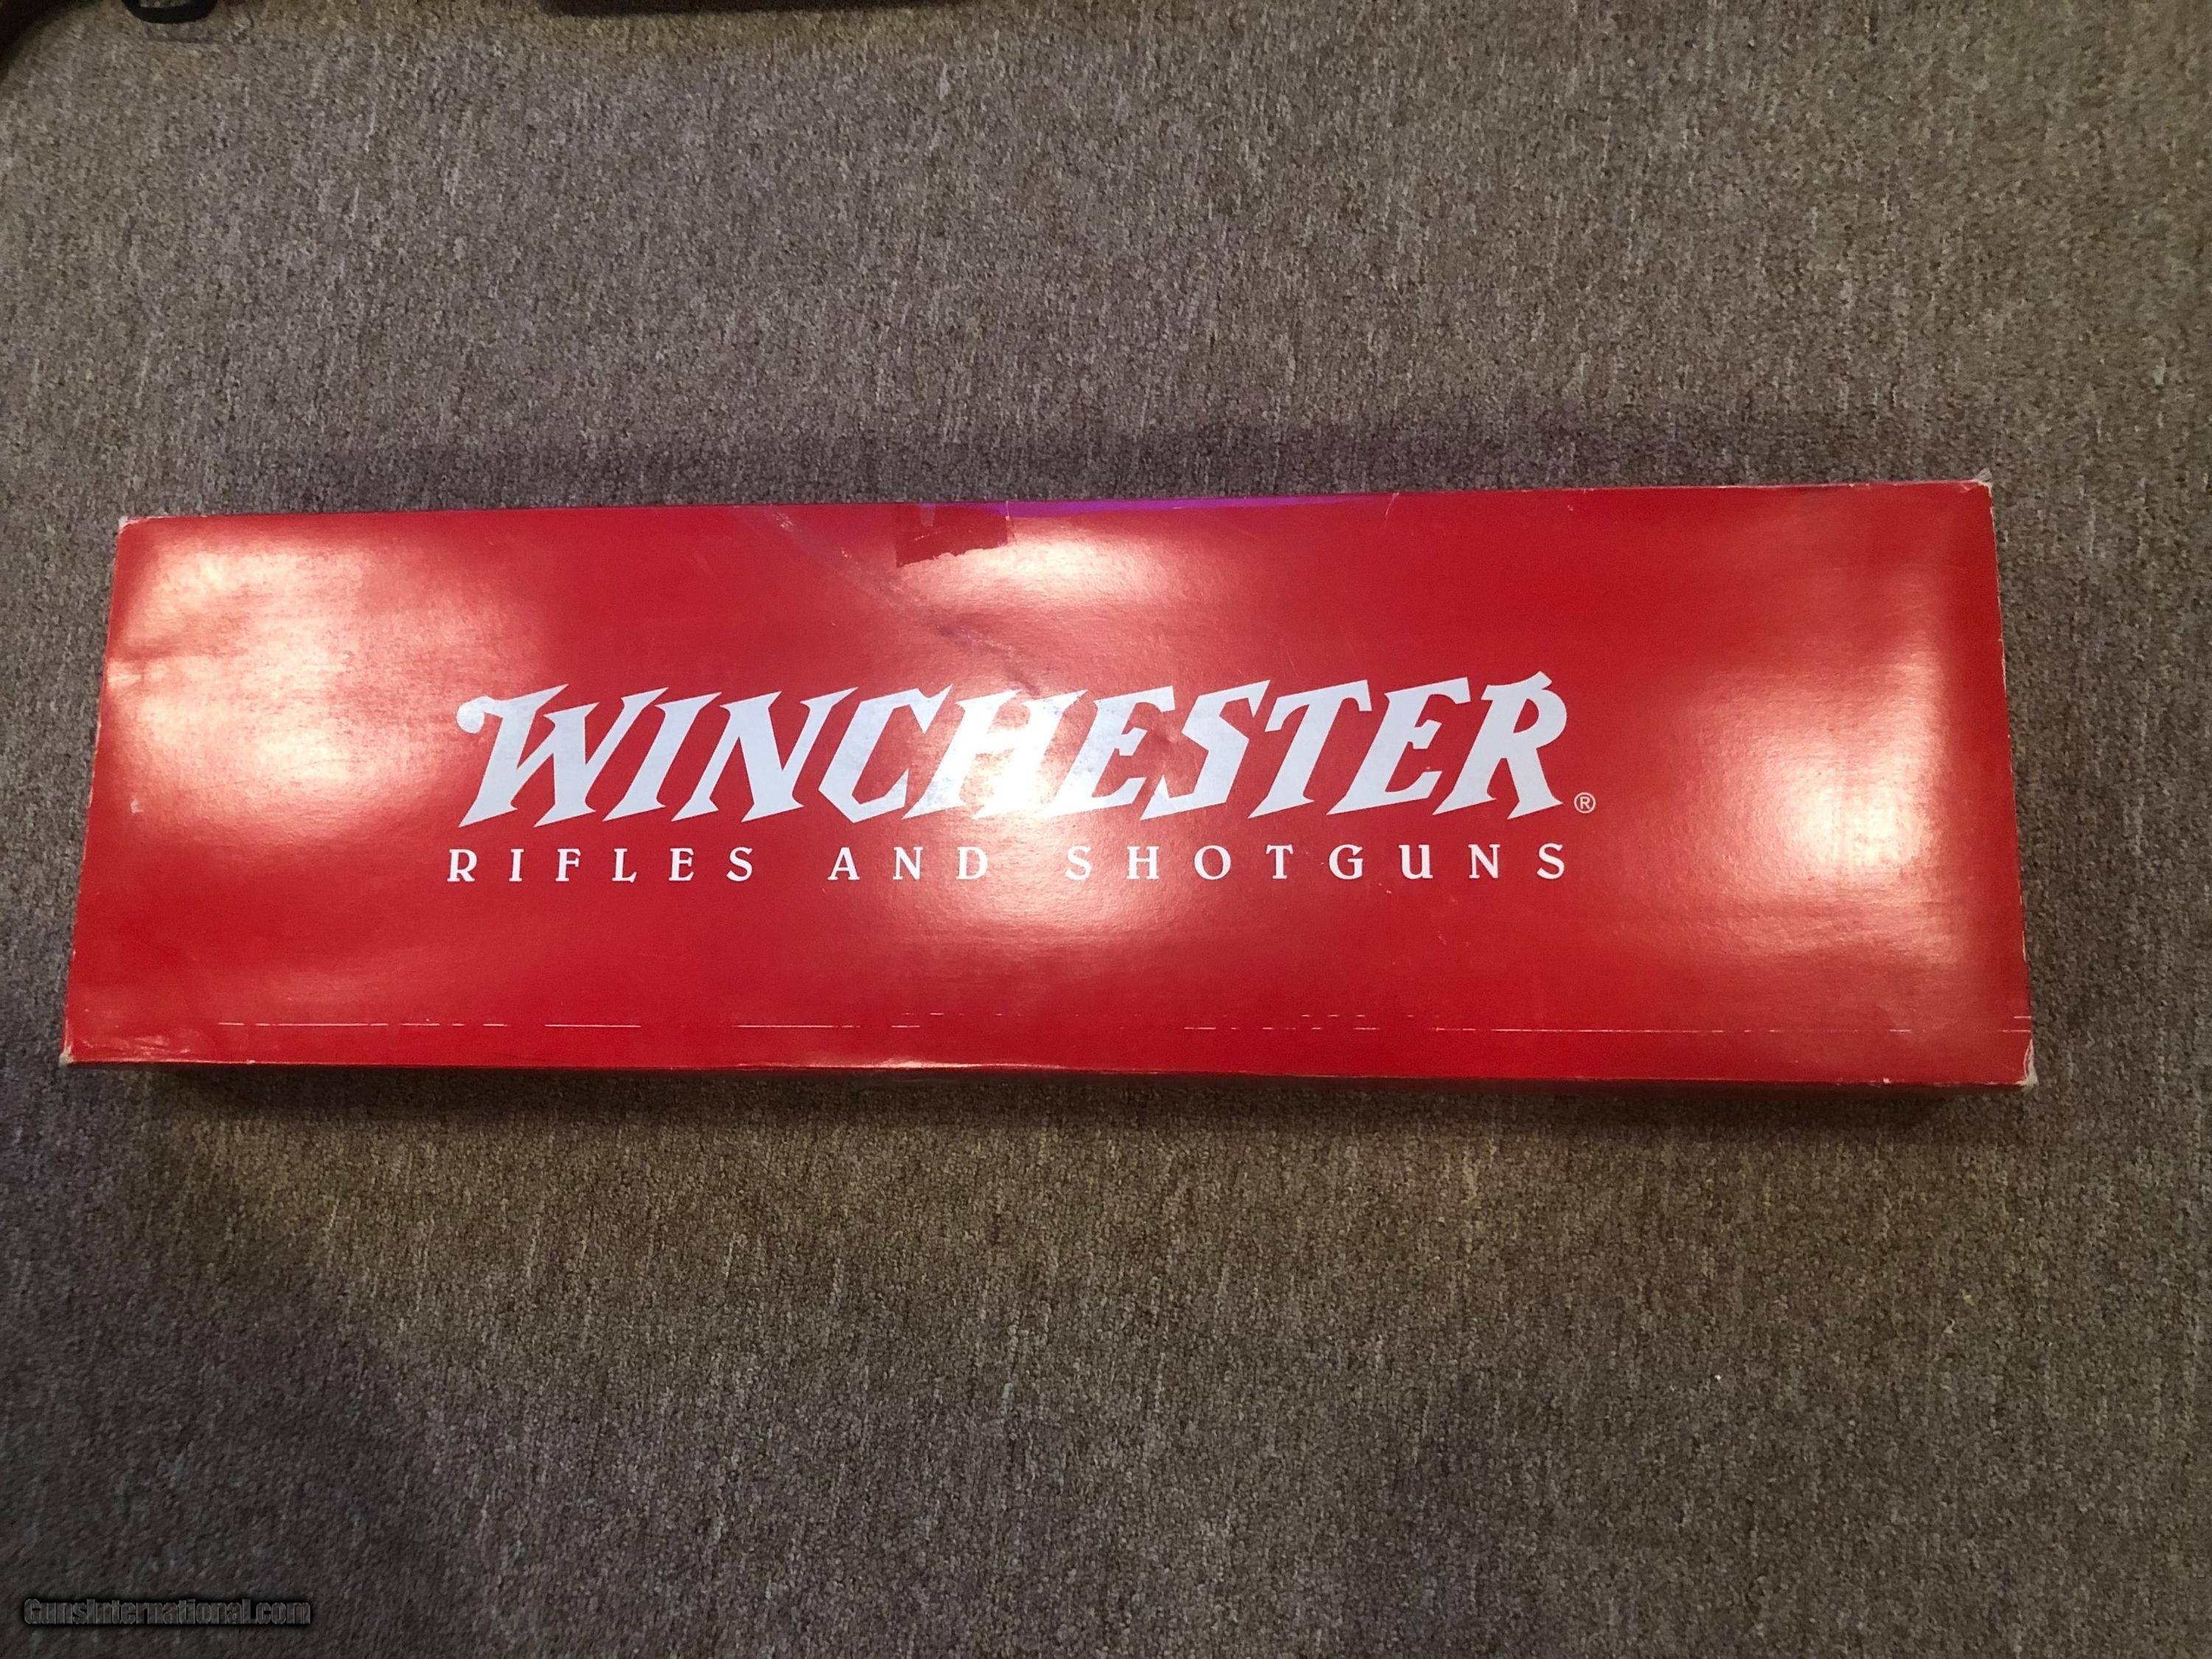 WINCHESTER®
RIFLES AND SHOTGUNS
GunsInternational.com